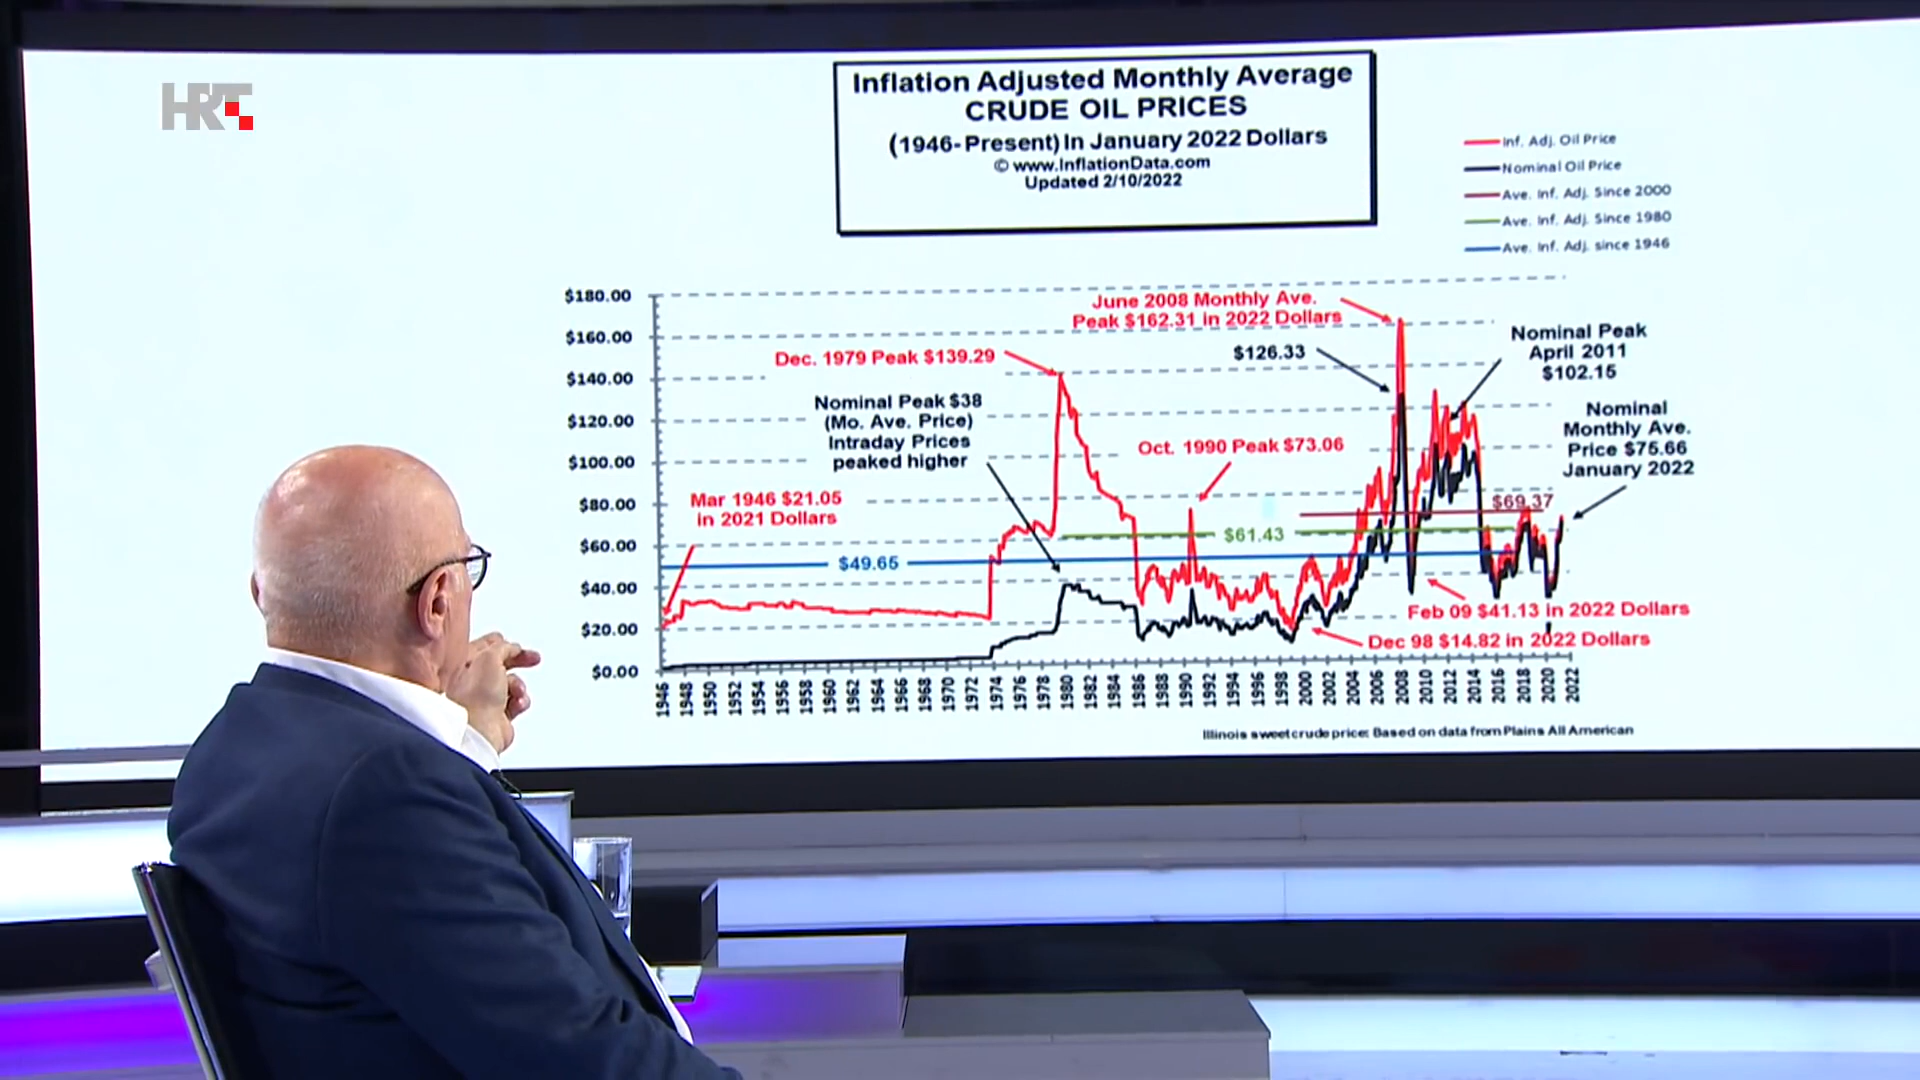 HRT
Inflation Adjusted Monthly Average
CRUDE OIL PRICES
(1946-Present) In January 2022 Dollars
© www.InflationData.com
Updated 2/10/2022
Inf. Adj. Oil Price
Nominal Oil Price
Ave. Inf. Adj. Since 2000
Ave. Inf. Adj. Since 1980
Ave. Inf. Adj. since 1946
$180.00
$160.00
$140.00
$120.00
$100.00
$80.00
$60.00
$40.00
$20.00
$0.00
June 2008 Monthly Ave.
Peak $162.31 in 2022 Dollars
Dec. 1979 Peak $139.29
$126.33
Nominal Peak
April 2011
$102.15
Nominal Peak $38
(Mo. Ave. Price)
Intraday Prices
peaked higher
Oct. 1990 Peak $73.06
Nominal
Monthly Ave.
Price $75.66
January 2022
Mar 1946 $21.05
in 2021 Dollars
$69.37
$61.43
$49.65
Feb 09 $41.13 in 2022 Dollars
Dec 98 $14.82 in 2022 Dollars
1946
1948
1950
1952
1954
1956
1958
1960
1962
1964
1966
1968
1970
1972
1974
1976
1978
1980
1982
1984
1986
1988
1990
1992
1994
1996
1998
2000
2002
2004
2006
2008
2010
2012
2014
2016
2018
2020
2022
Illinois sweet crude price: Based on data from Plains All American